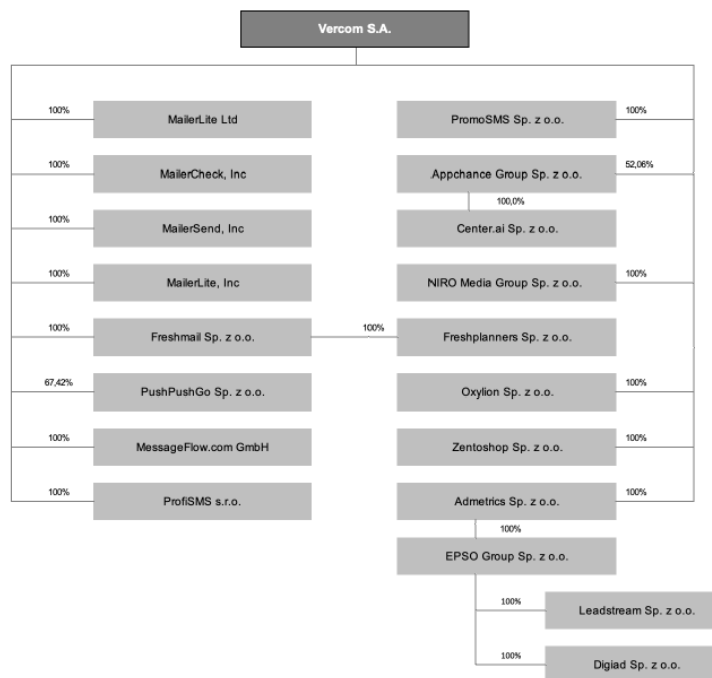 Vercom S.A.
100%
MailerLite Ltd
PromoSMS Sp. z o.o.
100%
100%
MailerCheck, Inc
Appchance Group Sp. z o.o.
52,06%
100,0%
100%
MailerSend, Inc
Center.ai Sp. z o.o.
100%
MailerLite, Inc
NIRO Media Group Sp. z o.o.
100%
100%
Freshmail Sp. z o.o.
100%
Freshplanners Sp. z o.o.
67,42%
PushPushGo Sp. z o.o.
Oxylion Sp. z o.o.
100%
100%
MessageFlow.com GmbH
Zentoshop Sp. z o.o.
100%
100%
ProfiSMS s.r.o.
Admetrics Sp. z o.o.
100%
100%
EPSO Group Sp. z o.o.
100%
Leadstream Sp. z o.o.
100%
Digiad Sp. z o.o.